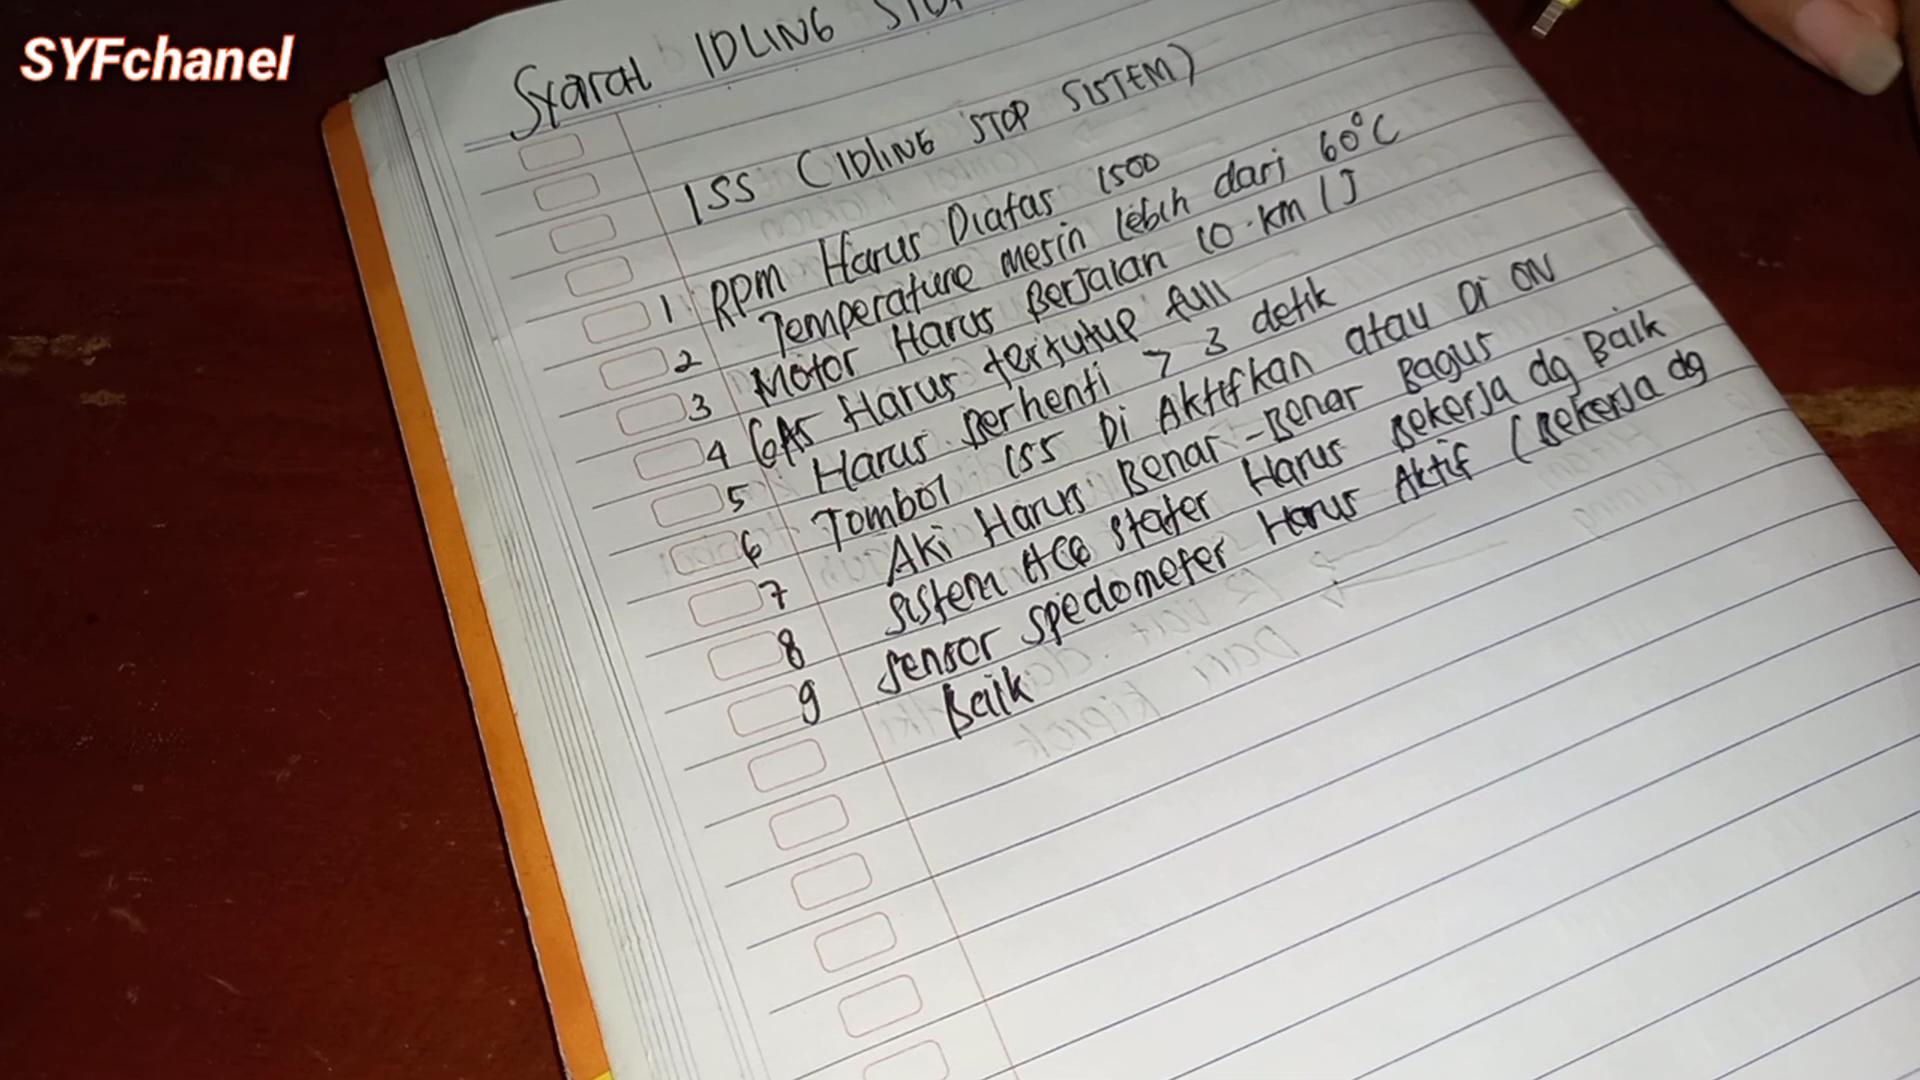 SYFchanel
Syarat IDLING STOP
ISS (IDLING STOP SISTEM)
1 RPM Harus Diatas 1500
2 Temperature mesin lebih dari 60°C
3 Motor Harus Berjalan 10 km/J
4 GAS Harus tertutup full
5 Harus Berhenti > 3 detik
6 Tombol ISS Di Aktifkan atau Di ON
7 Aki Harus Benar-Benar Bagus
8 Sistem ACG Stater Harus Bekerja dg Baik
9 Sensor Spedometer Harus Aktif (Bekerja dg
Baik